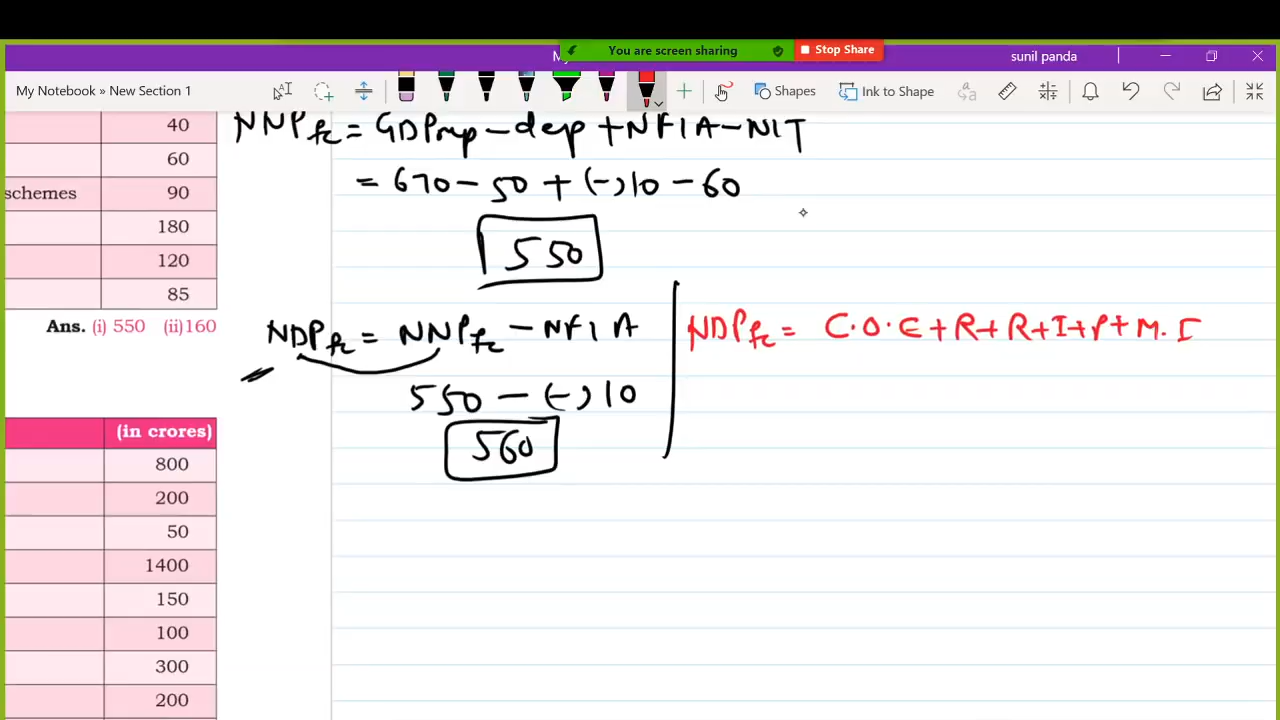 You are screen sharing
Stop Share
My
sunil panda
My Notebook » New Section 1
Shapes
Ink to Shape
40
60
schemes 90
180
120
85
Ans. (i) 550 (ii)160
(in crores)
800
200
50
1400
150
100
300
200
NNPfc = GDPmp - dep + NFIA - NIT
= 670 - 50 + (-)10 - 60
550
NDPfc = NNPfc - NFIA
550 - (-)10
560
NDPfc = C.O.E + R + R + I + P + M.I